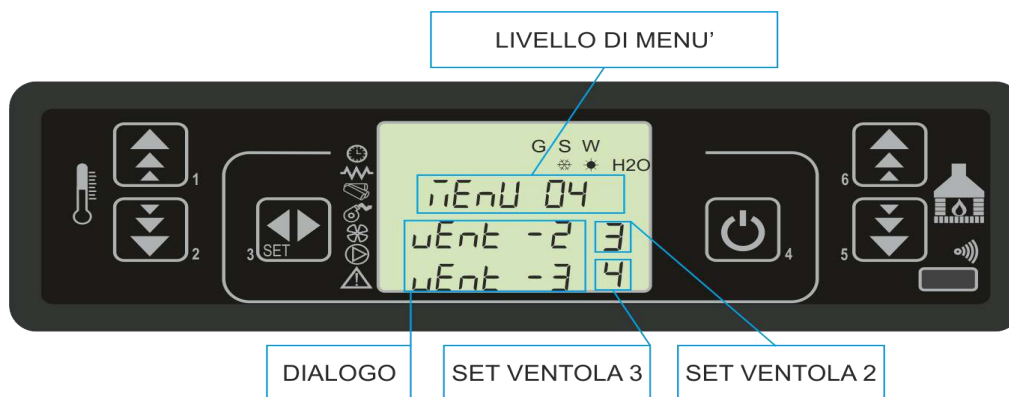 LIVELLO DI MENU'
G S W
H2O
MEnU 04
1
6
vEnt -2 3
2
3 SET
4
5
vEnt -3 4
DIALOGO
SET VENTOLA 3
SET VENTOLA 2